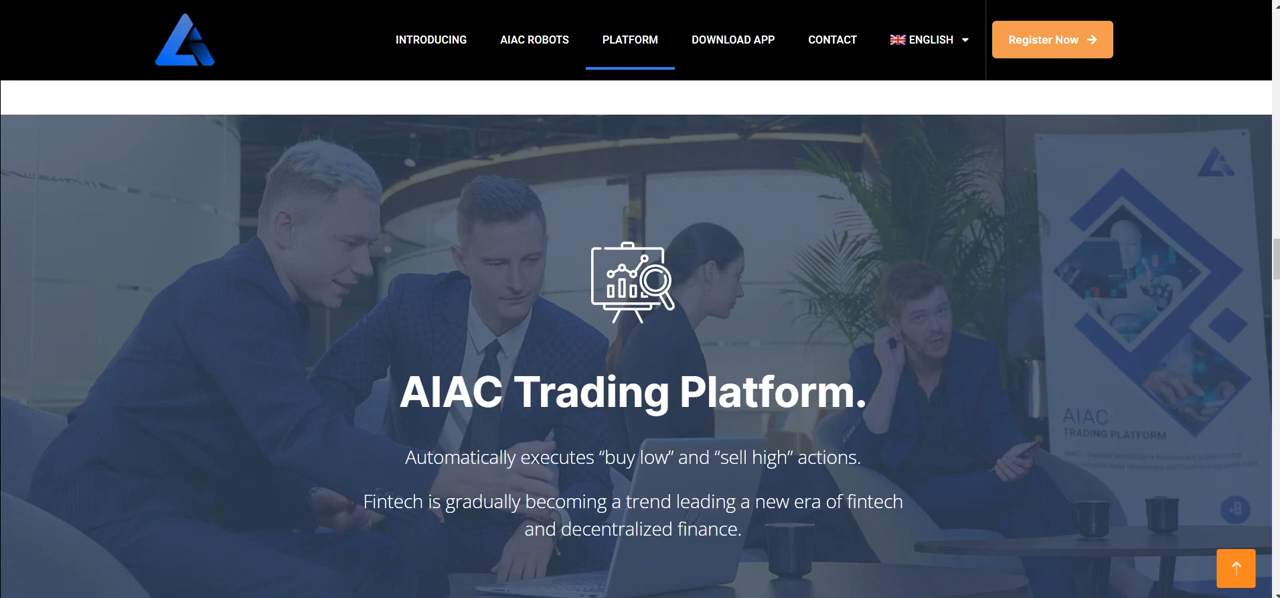 INTRODUCING
AIAC ROBOTS
PLATFORM
DOWNLOAD APP
CONTACT
ENGLISH
Register Now
AIAC Trading Platform.
Automatically executes “buy low” and “sell high” actions.
Fintech is gradually becoming a trend leading a new era of fintech
and decentralized finance.
AIAC
TRADING PLATFORM